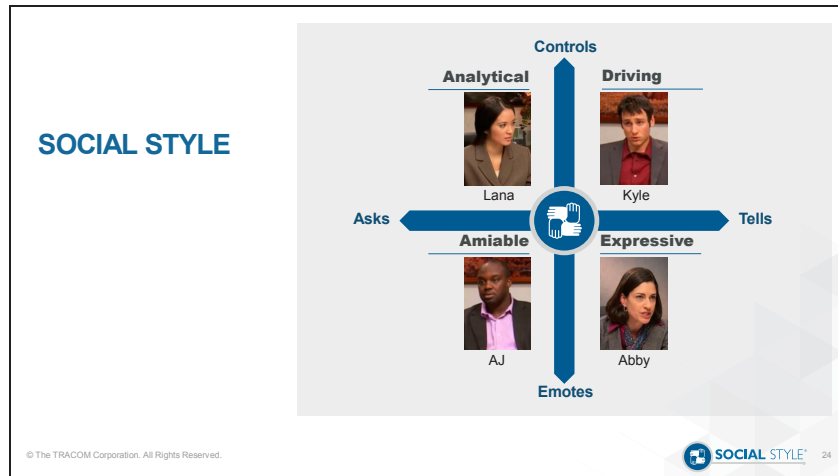 SOCIAL STYLE
Controls
Analytical
Driving
Lana
Kyle
Asks
Tells
Amiable
Expressive
AJ
Abby
Emotes
© The TRACOM Corporation. All Rights Reserved.
SOCIAL STYLE®
24